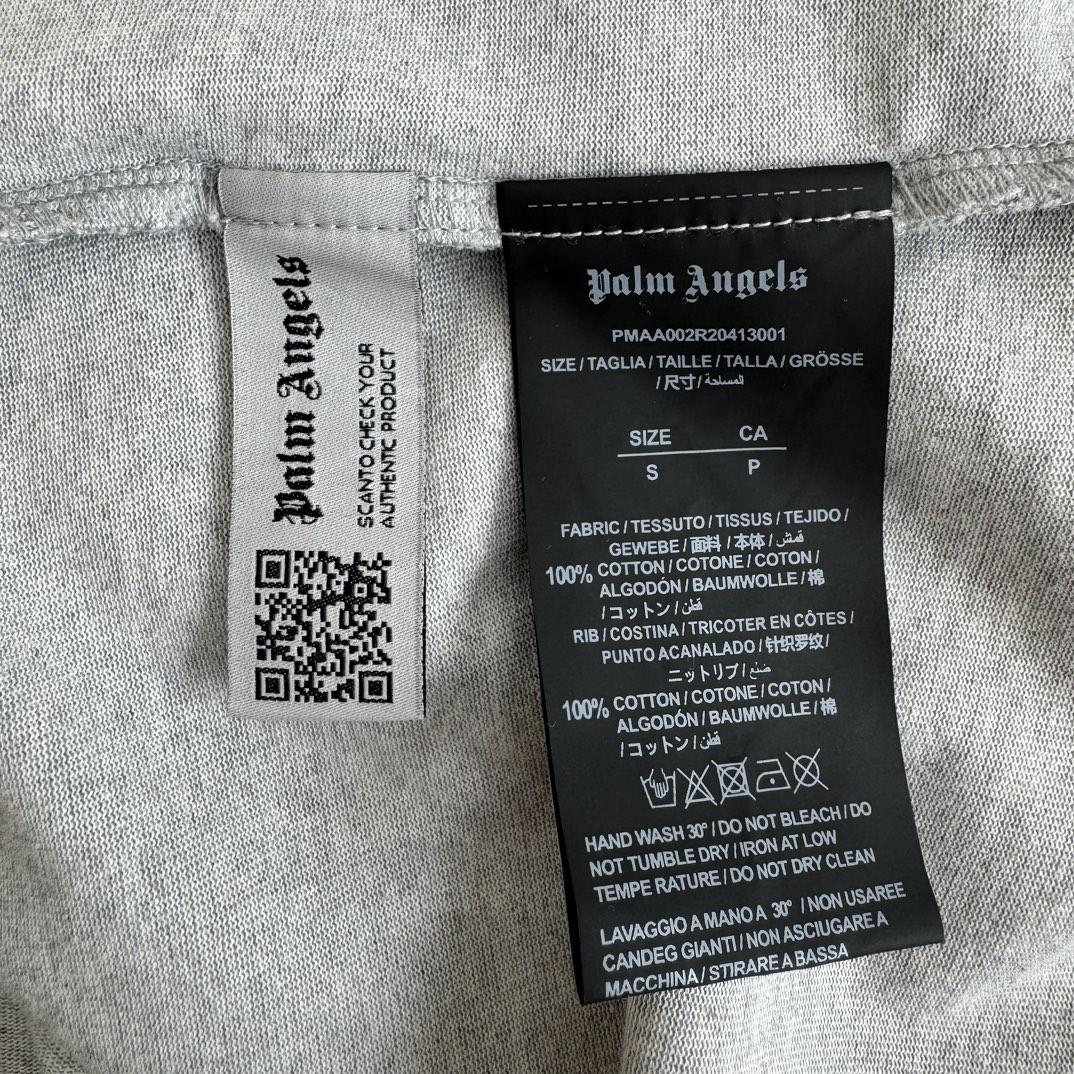 Palm Angels
SCANTO CHECK YOUR
AUTHENTIC PRODUCT
Palm Angels
PMAA002R20413001
SIZE / TAGLIA / TAILLE / TALLA / GRÖSSE
/ 尺寸 / المساحة
SIZE CA
S P
FABRIC / TESSUTO / TISSUS / TEJIDO /
GEWEBE / 面料 / 本体 / قمش
100% COTTON / COTONE / COTON /
ALGODÓN / BAUMWOLLE / 棉
/ コットン / قطن
RIB / COSTINA / TRICOTER EN CÔTES /
PUNTO ACANALADO / 针织罗纹 /
ニットリブ /
100% COTTON / COTONE / COTON /
ALGODÓN / BAUMWOLLE / 棉
/ コットン / قطن
HAND WASH 30° / DO NOT BLEACH / DO
NOT TUMBLE DRY / IRON AT LOW
TEMPE RATURE / DO NOT DRY CLEAN
LAVAGGIO A MANO A 30° / NON USAREE
CANDEG GIANTI / NON ASCIUGARE A
MACCHINA / STIRARE A BASSA